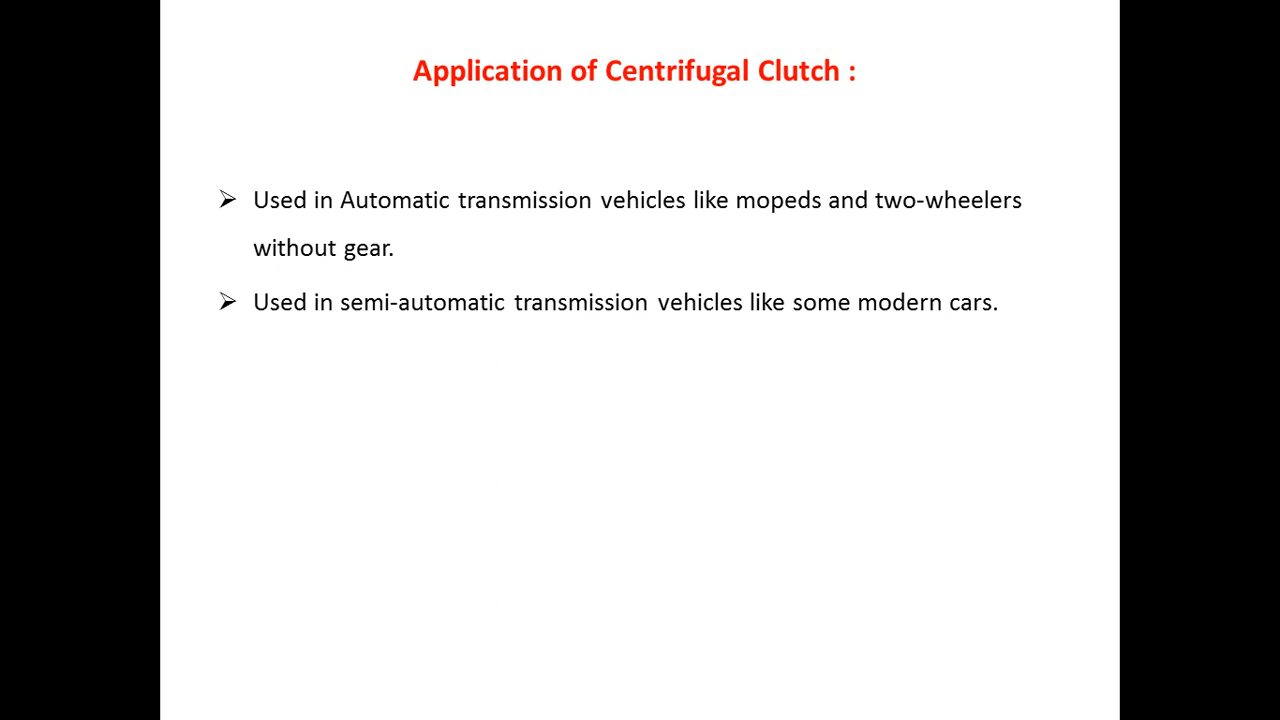 Application of Centrifugal Clutch :
➢ Used in Automatic transmission vehicles like mopeds and two-wheelers
without gear.
➢ Used in semi-automatic transmission vehicles like some modern cars.